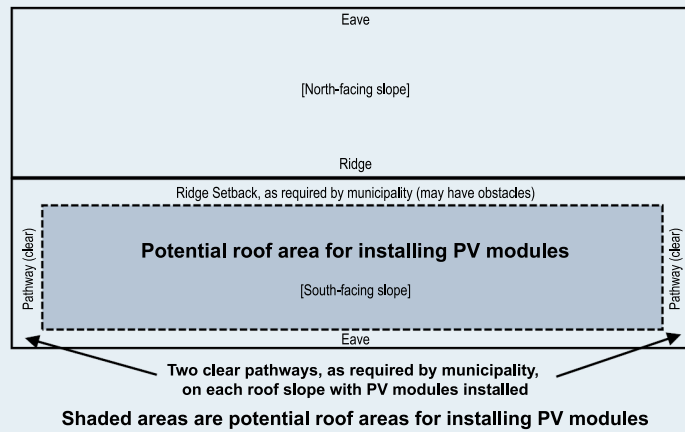 Eave
[North-facing slope]
Ridge
Ridge Setback, as required by municipality (may have obstacles)
Pathway (clear)
Potential roof area for installing PV modules
[South-facing slope]
Pathway (clear)
Eave
Two clear pathways, as required by municipality,
on each roof slope with PV modules installed
Shaded areas are potential roof areas for installing PV modules